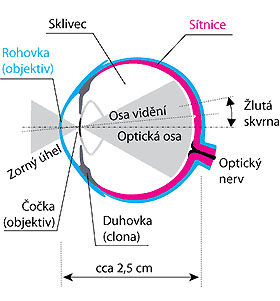 Sklivec
Sítnice
Rohovka
(objektiv)
Osa vidění
Optická osa
Žlutá
skvrna
Zorný úhel
Optický
nerv
Čočka
(objektiv)
Duhovka
(clona)
cca 2,5 cm